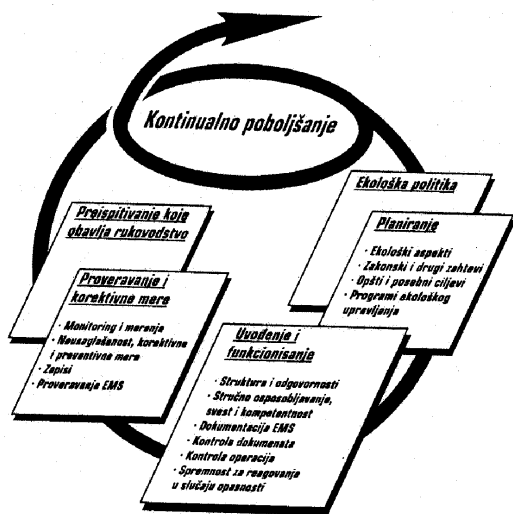 Kontinualno poboljšanje
Ekološka politika
Planiranje
· Ekološki aspekti
· Zakonski i drugi zahtevi
· Opšti i posebni ciljevi
· Programi ekološkog
upravljanja
Uvođenje i
funkcionisanje
· Struktura i odgovornosti
· Stručno osposobljavanje,
svest i kompetentnost
· Dokumentacija EMS
· Kontrola dokumenata
· Kontrola operacija
· Spremnost za reagovanje
u slučaju opasnosti
Proveravanje i
korektivne mere
· Monitoring i merenja
· Neusaglašenost, korektivne
i preventivne mere
· Zapisi
· Proveravanje EMS
Preispitivanje koje
obavlja rukovodstvo